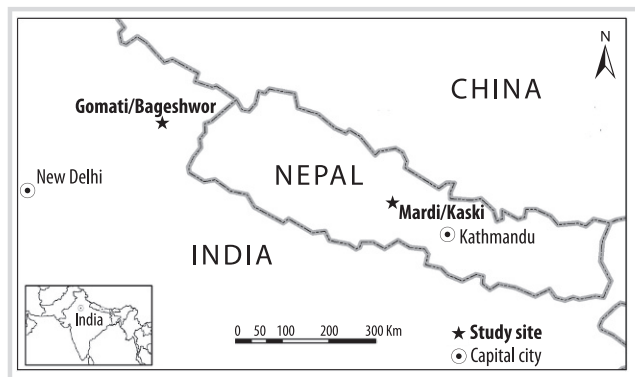 N
CHINA
Gomati/Bageshwor
New Delhi
NEPAL
Mardi/Kaski
Kathmandu
INDIA
India
0 50 100 200 300 Km
Study site
Capital city